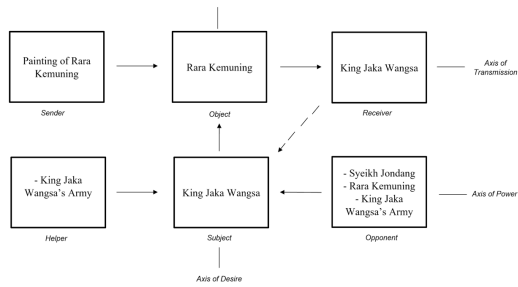 Painting of Rara
Kemuning
Rara Kemuning
King Jaka Wangsa
Axis of
Transmission
Sender
Object
Receiver
- King Jaka
Wangsa's Army
King Jaka Wangsa
- Syeikh Jondang
- Rara Kemuning
- King Jaka
Wangsa's Army
Axis of Power
Helper
Subject
Opponent
Axis of Desire